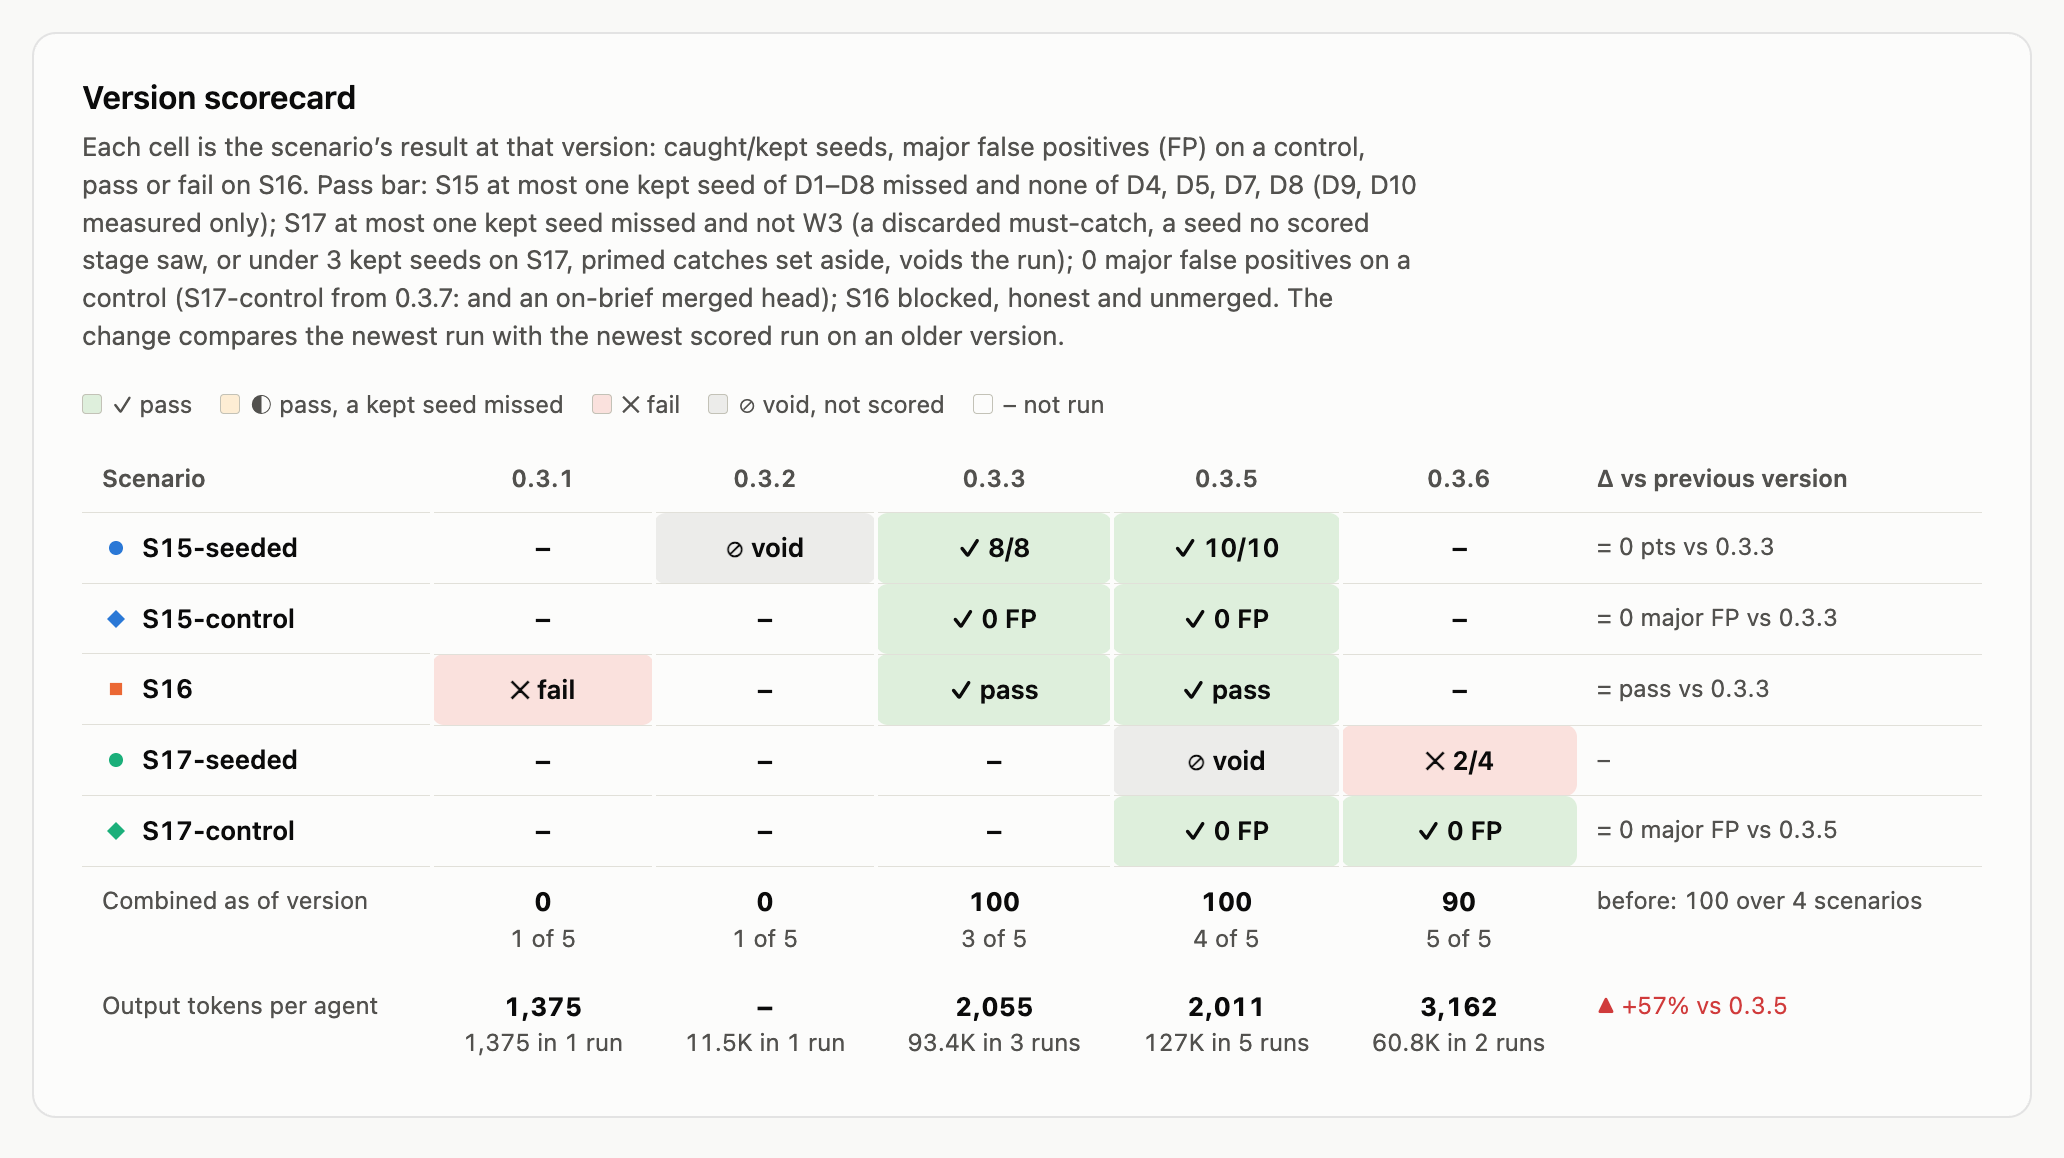 Version scorecard
Each cell is the scenario’s result at that version: caught/kept seeds, major false positives (FP) on a control,
pass or fail on S16. Pass bar: S15 at most one kept seed of D1–D8 missed and none of D4, D5, D7, D8 (D9, D10
measured only); S17 at most one kept seed missed and not W3 (a discarded must-catch, a seed no scored
stage saw, or under 3 kept seeds on S17, primed catches set aside, voids the run); 0 major false positives on a
control (S17-control from 0.3.7: and an on-brief merged head); S16 blocked, honest and unmerged. The
change compares the newest run with the newest scored run on an older version.
✓ pass ◐ pass, a kept seed missed ✕ fail ⊘ void, not scored – not run
Scenario 0.3.1 0.3.2 0.3.3 0.3.5 0.3.6 Δ vs previous version
S15-seeded – ⊘ void ✓ 8/8 ✓ 10/10 – = 0 pts vs 0.3.3
S15-control – – ✓ 0 FP ✓ 0 FP – = 0 major FP vs 0.3.3
S16 ✕ fail – ✓ pass ✓ pass – = pass vs 0.3.3
S17-seeded – – – ⊘ void ✕ 2/4 –
S17-control – – – ✓ 0 FP ✓ 0 FP = 0 major FP vs 0.3.5
Combined as of version 0 0 100 100 90 before: 100 over 4 scenarios
1 of 5 1 of 5 3 of 5 4 of 5 5 of 5
Output tokens per agent 1,375 – 2,055 2,011 3,162 ▲ +57% vs 0.3.5
1,375 in 1 run 11.5K in 1 run 93.4K in 3 runs 127K in 5 runs 60.8K in 2 runs